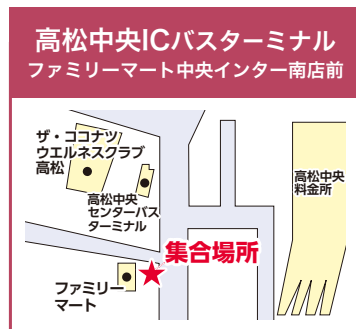 高松中央ICバスターミナル
ファミリーマート中央インター南店前
ザ・ココナツ
ウエルネスクラブ
高松
高松中央
センターバス
ターミナル
高松中央
料金所
集合場所
ファミリー
マート